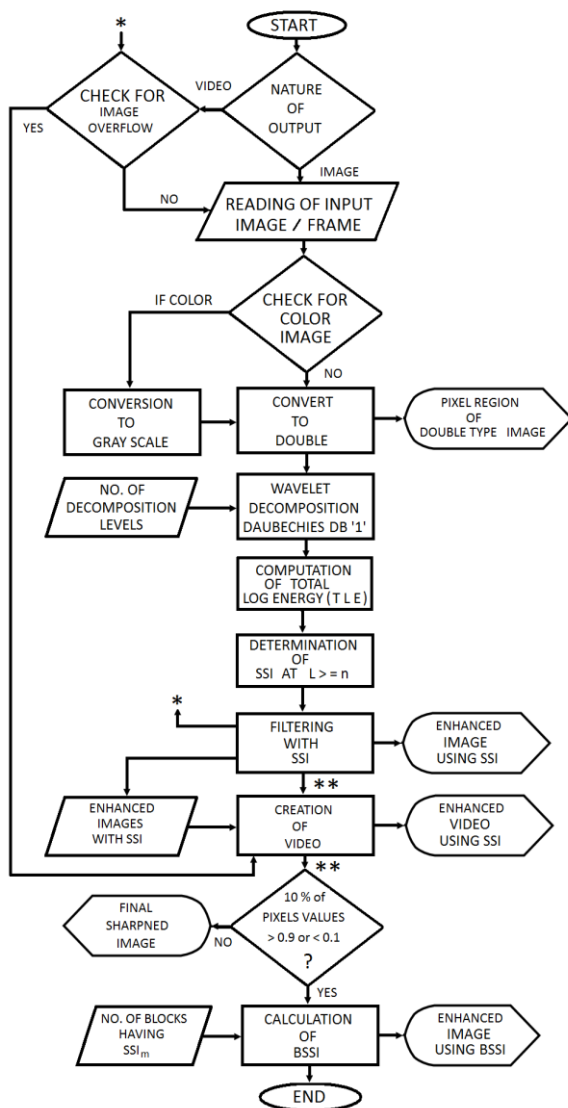 START
*
NATURE
OF
OUTPUT
VIDEO
CHECK FOR
IMAGE
OVERFLOW
YES
NO
IMAGE
READING OF INPUT
IMAGE / FRAME
CHECK FOR
COLOR
IMAGE
IF COLOR
NO
CONVERSION
TO
GRAY SCALE
CONVERT
TO
DOUBLE
PIXEL REGION
OF
DOUBLE TYPE IMAGE
NO. OF
DECOMPOSITION
LEVELS
WAVELET
DECOMPOSITION
DAUBECHIES DB '1'
COMPUTATION
OF TOTAL
LOG ENERGY (T L E)
DETERMINATION
OF
SSI AT L > = n
*
FILTERING
WITH
SSI
ENHANCED
IMAGE
USING SSI
**
ENHANCED
IMAGES
WITH SSI
CREATION
OF
VIDEO
ENHANCED
VIDEO
USING SSI
**
10 % of
PIXELS VALUES
> 0.9 or < 0.1
?
NO
FINAL
SHARPNED
IMAGE
YES
NO. OF BLOCKS
HAVING
SSIm
CALCULATION
OF
BSSI
ENHANCED
IMAGE
USING BSSI
END